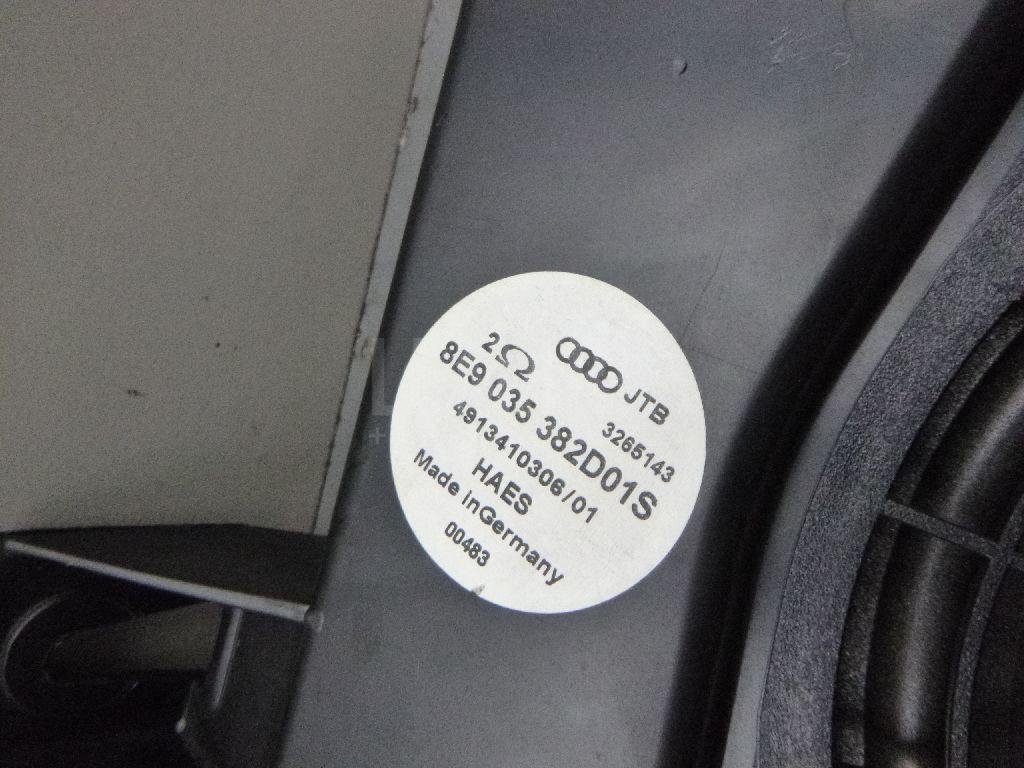 2Ω JTB
3265143
8E9 035 382D01S
4913410306/01
HAES
Made inGermany
00483